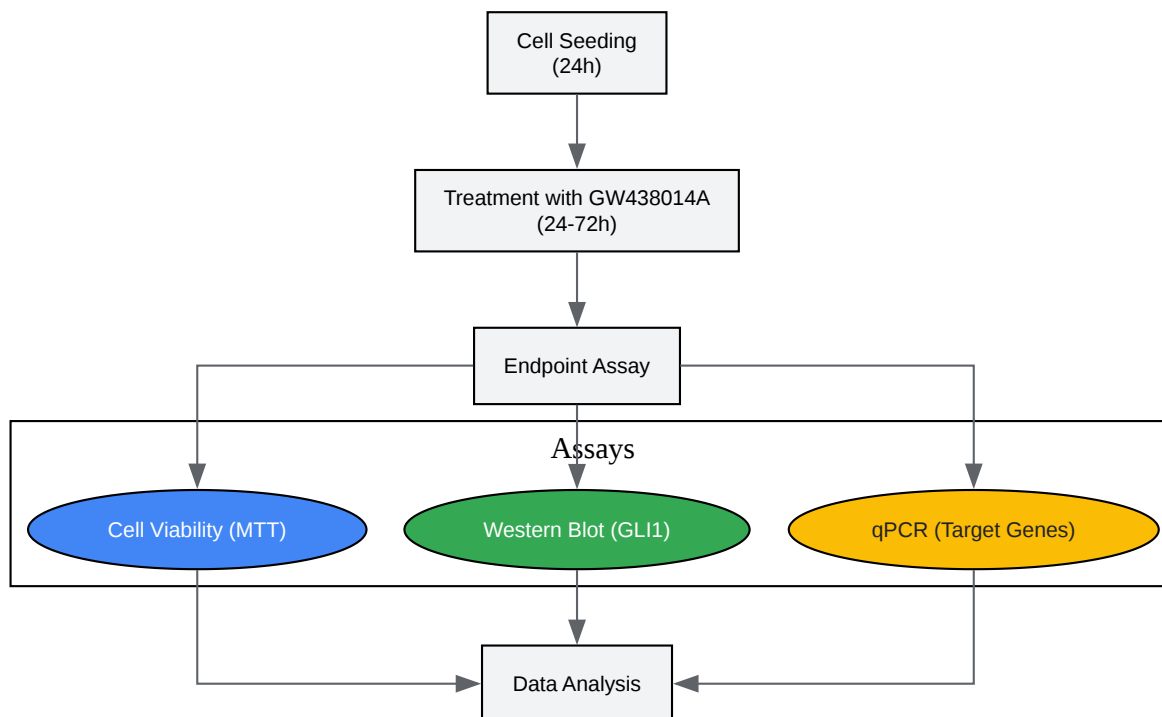 Cell Seeding
(24h)
Treatment with GW438014A
(24-72h)
Endpoint Assay
Assays
Cell Viability (MTT)
Western Blot (GLI1)
qPCR (Target Genes)
Data Analysis